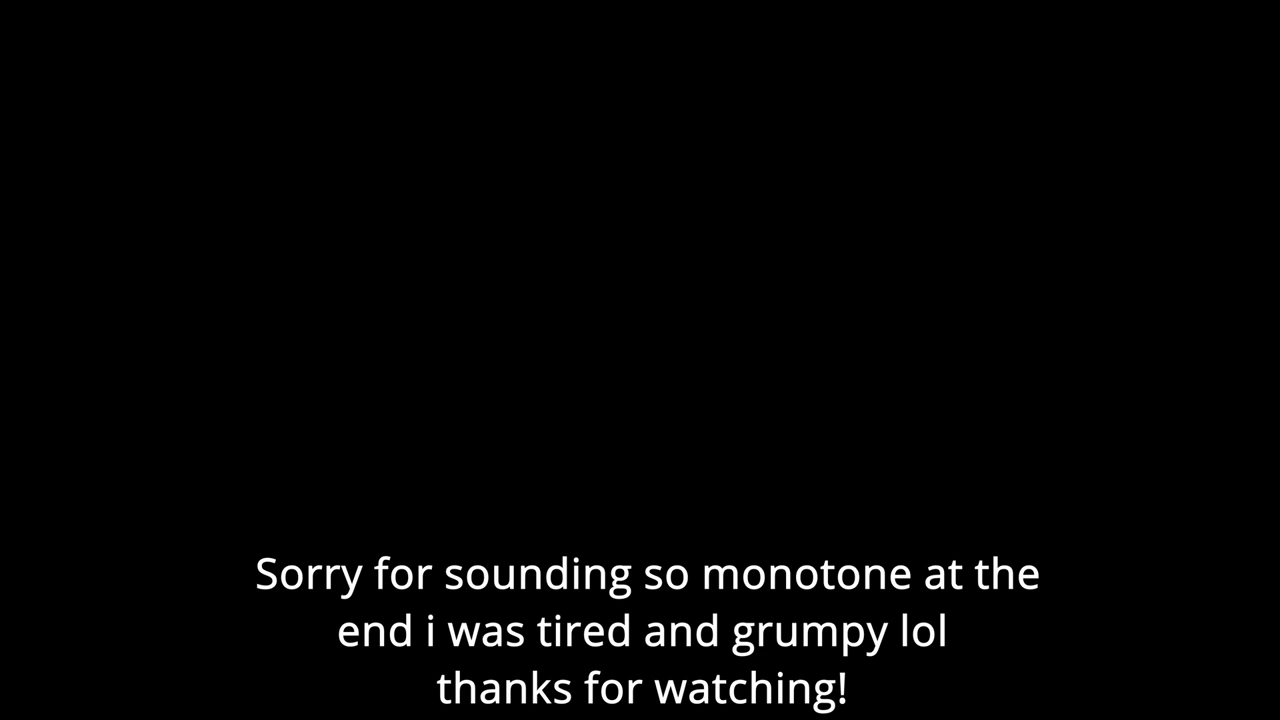 Sorry for sounding so monotone at the
end i was tired and grumpy lol
thanks for watching!